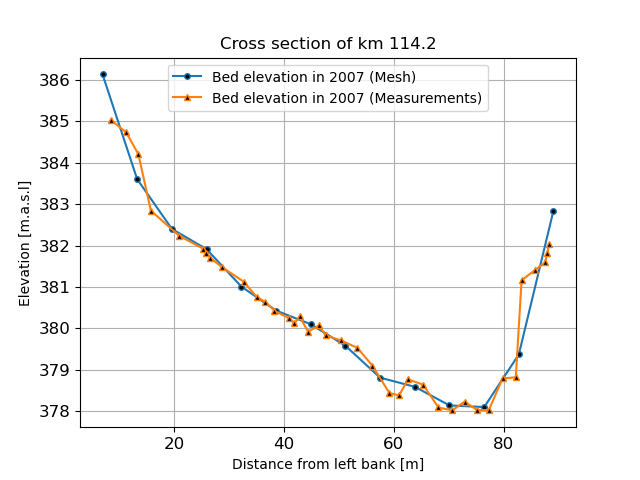 Cross section of km 114.2
Bed elevation in 2007 (Mesh)
Bed elevation in 2007 (Measurements)
386
385
384
383
382
381
380
379
378
Elevation [m.a.s.l]
20 40 60 80
Distance from left bank [m]